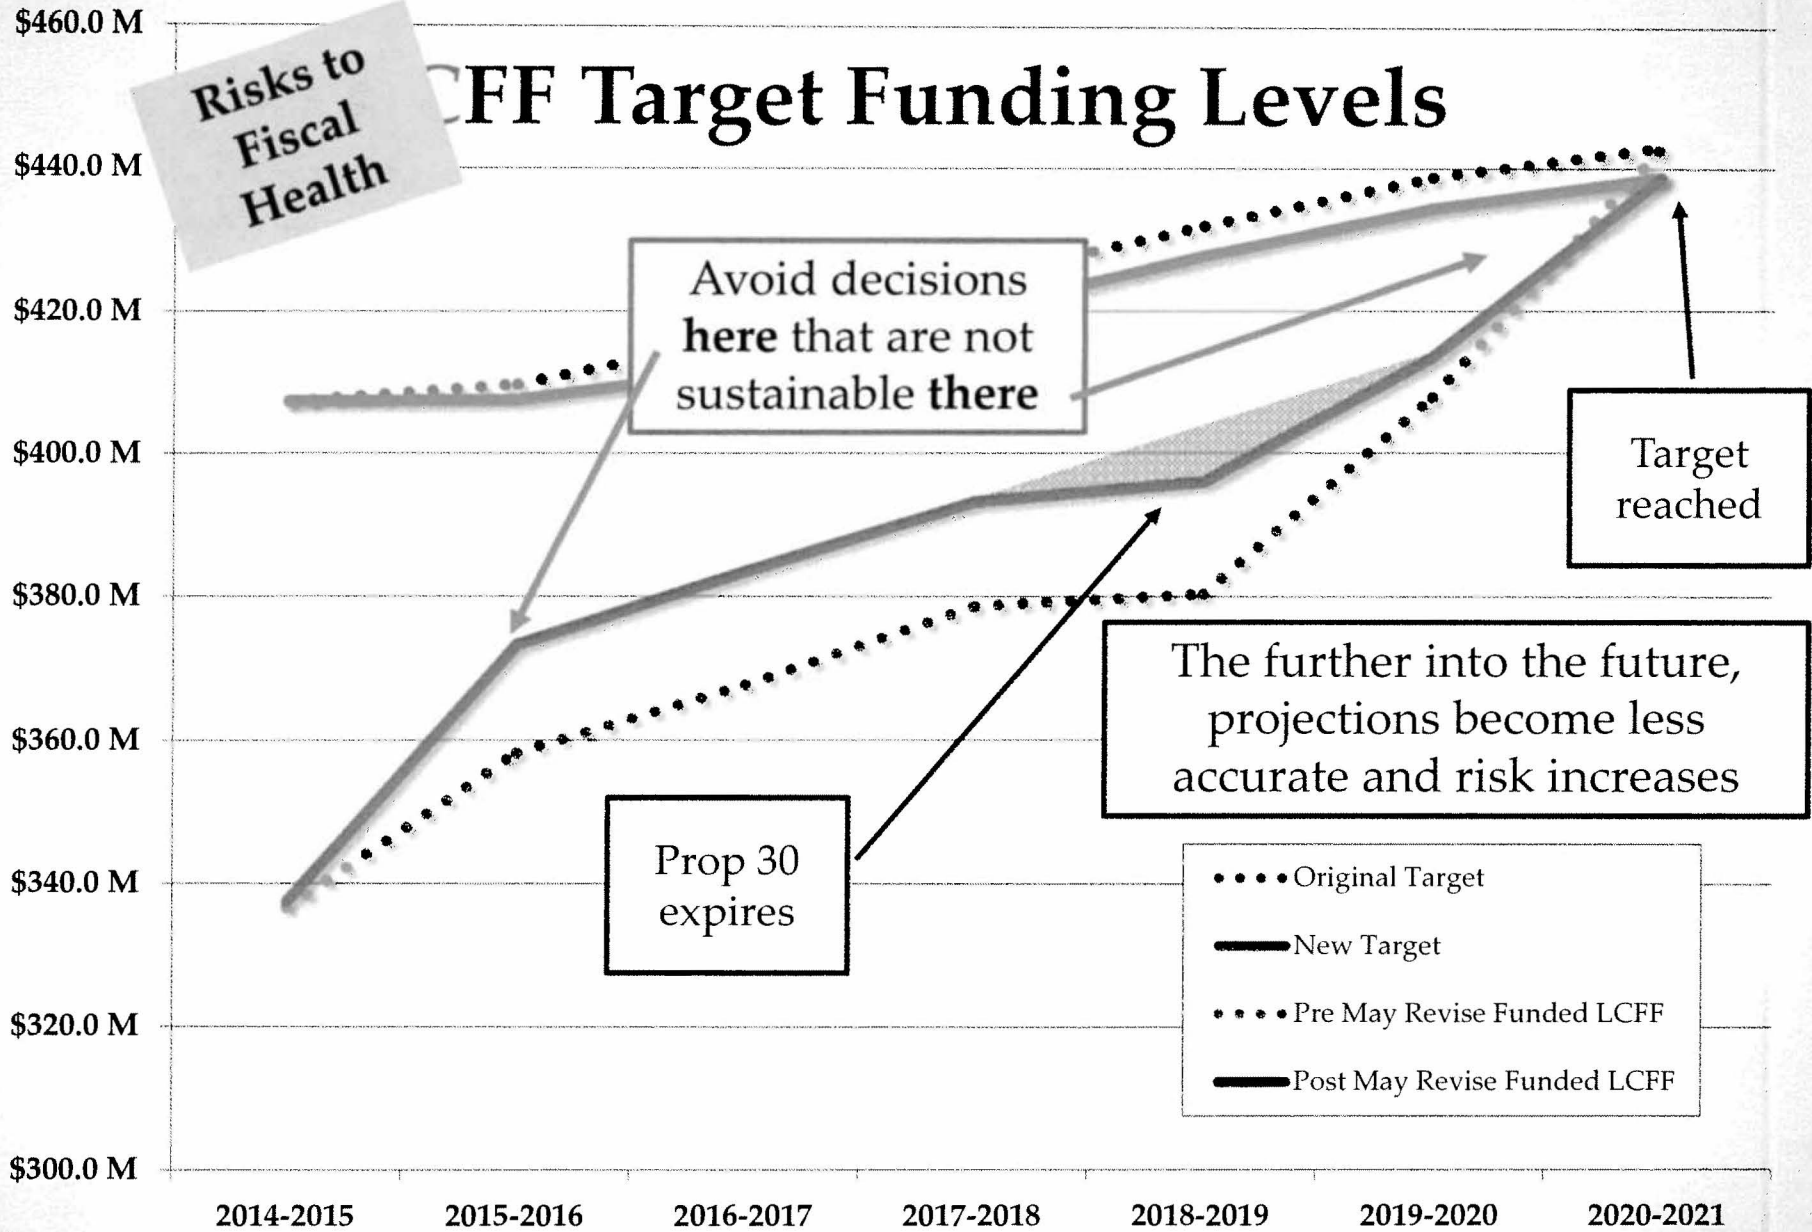 Risks to
Fiscal
Health
CFF Target Funding Levels
$460.0 M
$440.0 M
$420.0 M
$400.0 M
$380.0 M
$360.0 M
$340.0 M
$320.0 M
$300.0 M
Avoid decisions
here that are not
sustainable there
Target
reached
The further into the future,
projections become less
accurate and risk increases
Prop 30
expires
Original Target
New Target
Pre May Revise Funded LCFF
Post May Revise Funded LCFF
2014-2015
2015-2016
2016-2017
2017-2018
2018-2019
2019-2020
2020-2021